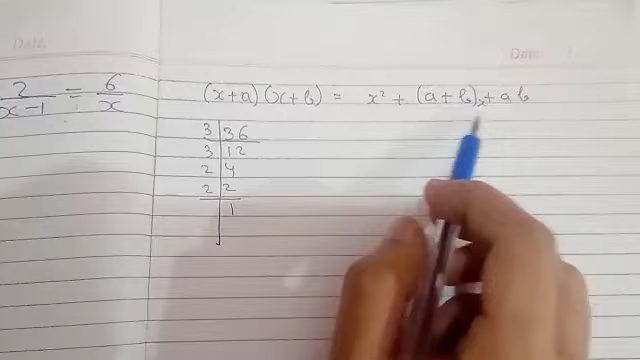 Date
Date
2/(x-1) = 6/x
(x+a)(x+b) = x² + (a+b)x + ab
3 | 36
3 | 12
2 | 4
2 | 2
| 1